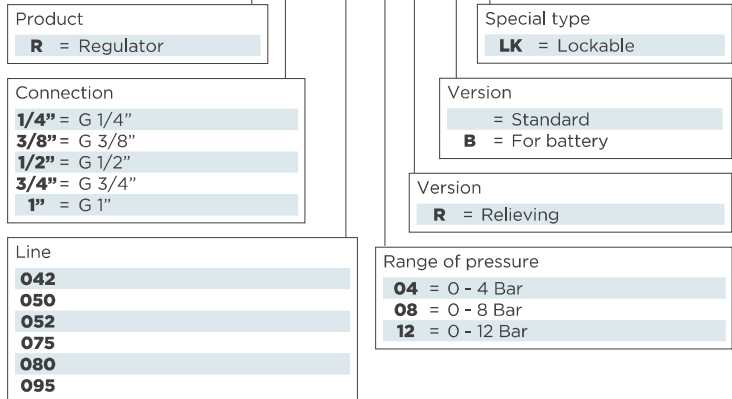 Product
R = Regulator
Connection
1/4” = G 1/4”
3/8” = G 3/8”
1/2” = G 1/2”
3/4” = G 3/4”
1” = G 1”
Line
042
050
052
075
080
095
Special type
LK = Lockable
Version
= Standard
B = For battery
Version
R = Relieving
Range of pressure
04 = 0 - 4 Bar
08 = 0 - 8 Bar
12 = 0 - 12 Bar